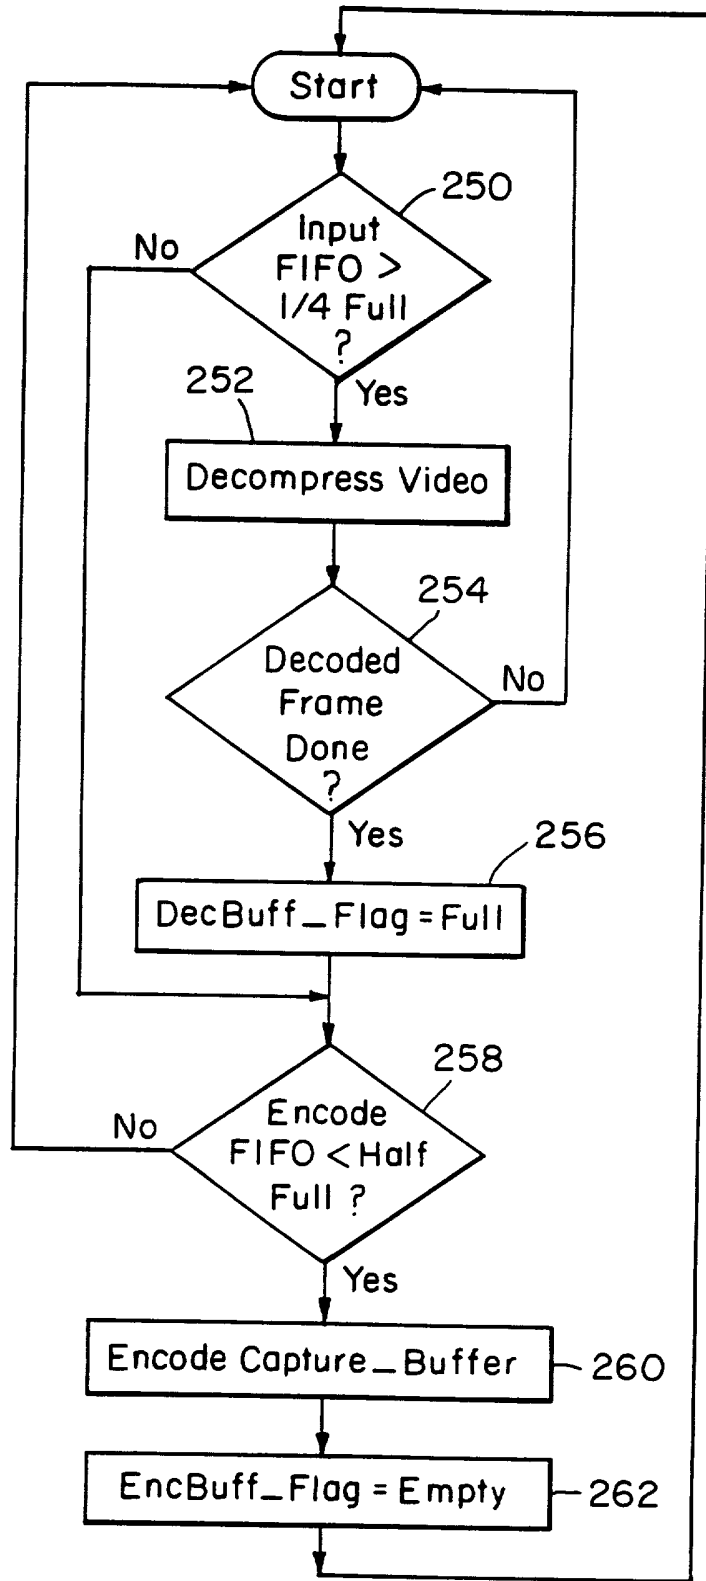 Start
250
Input
FIFO >
1/4 Full
?
No
Yes
252
Decompress Video
254
Decoded
Frame
Done
?
No
Yes
256
DecBuff_Flag = Full
258
Encode
FIFO < Half
Full ?
No
Yes
Encode Capture_Buffer
260
EncBuff_Flag = Empty
262